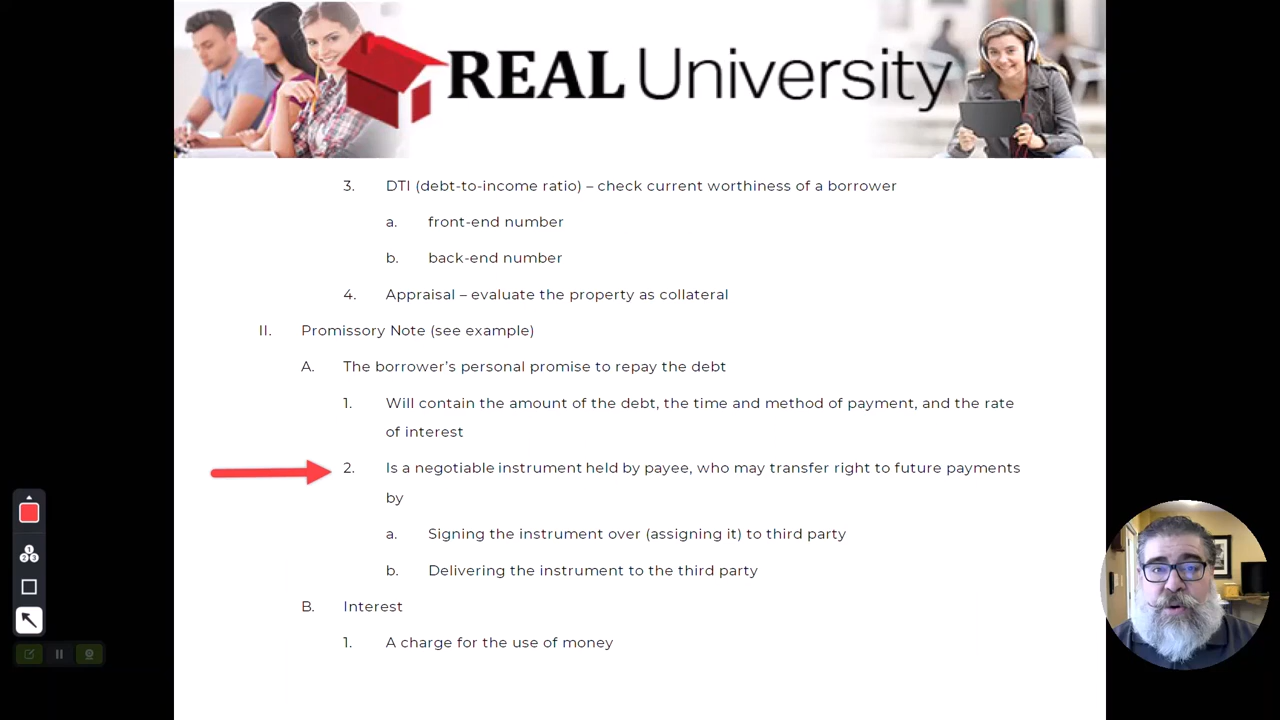 REAL University
3. DTI (debt-to-income ratio) – check current worthiness of a borrower
a. front-end number
b. back-end number
4. Appraisal – evaluate the property as collateral
II. Promissory Note (see example)
A. The borrower’s personal promise to repay the debt
1. Will contain the amount of the debt, the time and method of payment, and the rate
of interest
2. Is a negotiable instrument held by payee, who may transfer right to future payments
by
a. Signing the instrument over (assigning it) to third party
b. Delivering the instrument to the third party
B. Interest
1. A charge for the use of money